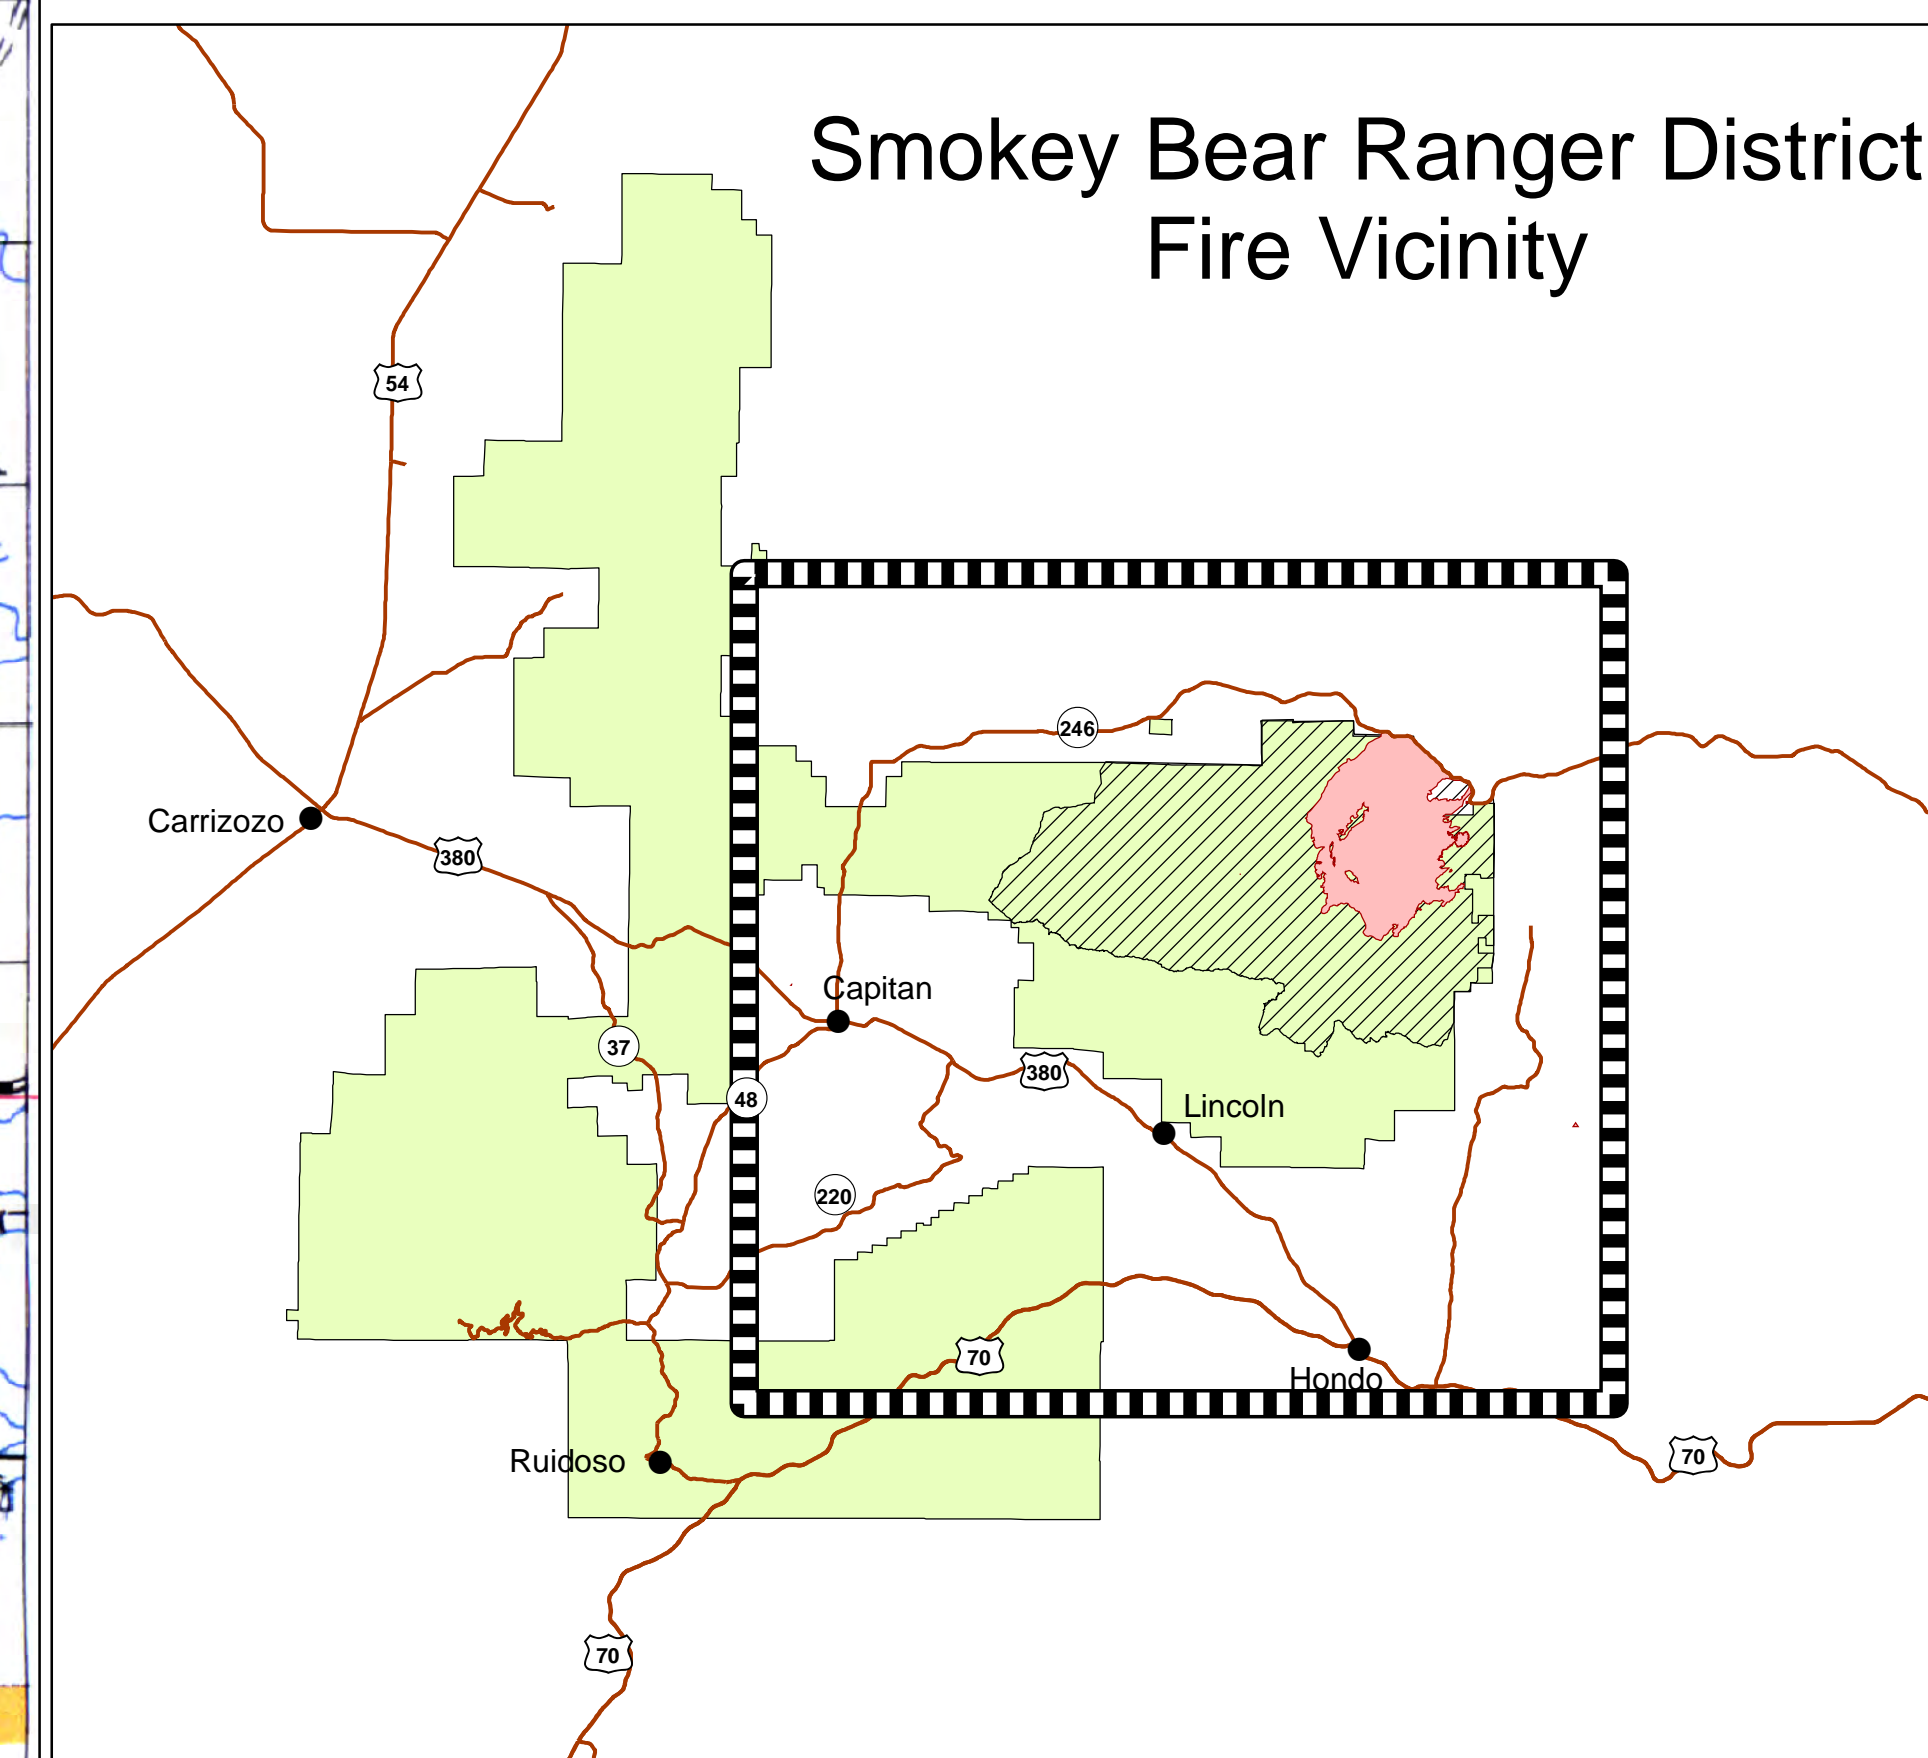 Smokey Bear Ranger District
Fire Vicinity
54
246
Carrizozo
380
Capitan
37
380
48
Lincoln
220
70
Hondo
Ruidoso
70
70